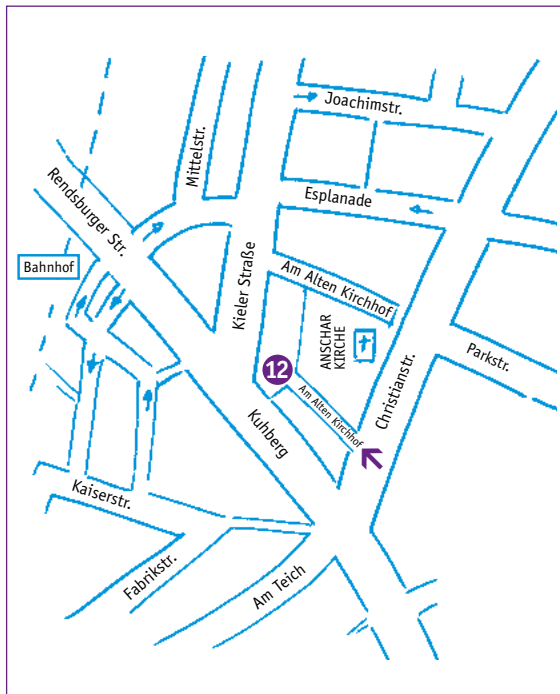 Joachimstr.
Mittelstr.
Esplanade
Rendsburger Str.
Bahnhof
Kieler Straße
Am Alten Kirchhof
ANSCHAR
KIRCHE
Parkstr.
12
Am Alten Kirchhof
Christianstr.
Kuhberg
Kaiserstr.
Fabrikstr.
Am Teich